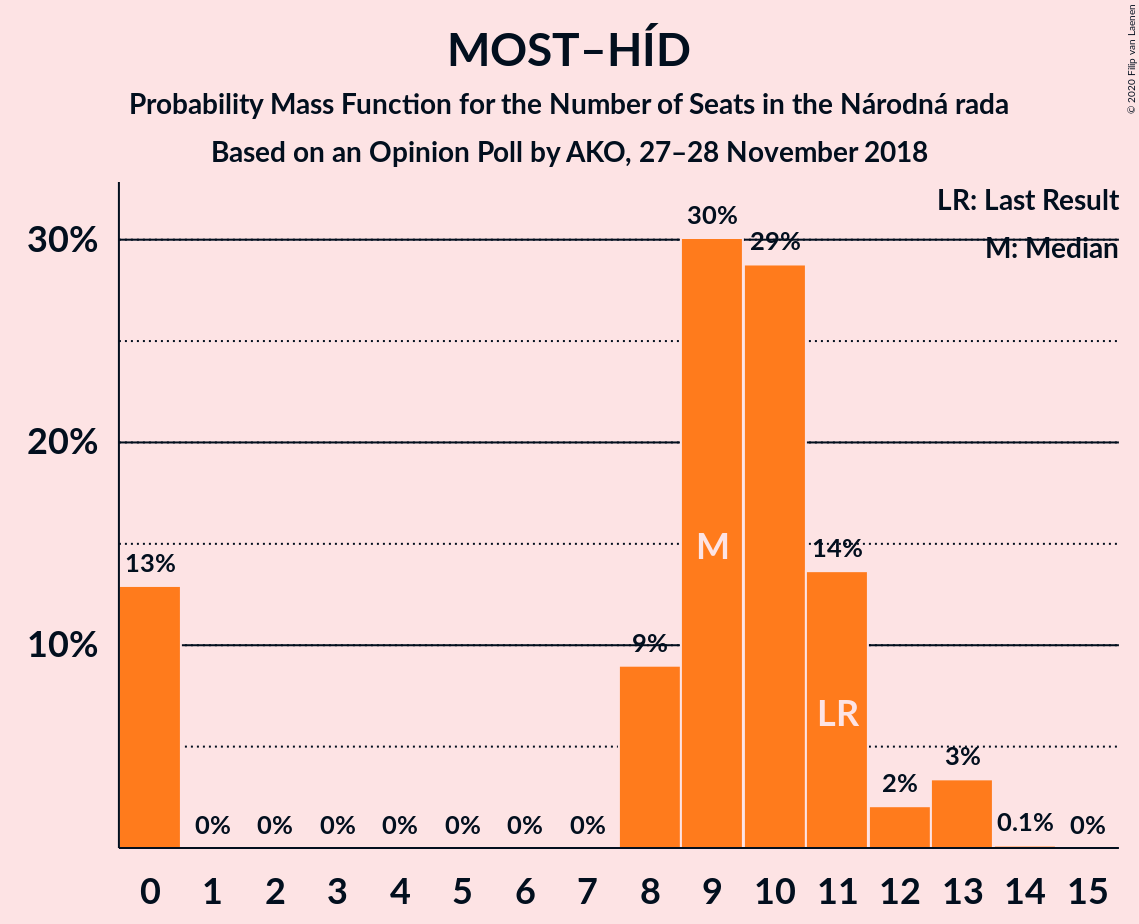 MOST–HÍD
Probability Mass Function for the Number of Seats in the Národná rada
Based on an Opinion Poll by AKO, 27–28 November 2018
© 2020 Filip van Laenen
LR: Last Result
M: Median
30%
20%
10%
13%
0%
0%
0%
0%
0%
0%
0%
9%
30%
29%
14%
2%
3%
0.1%
0%
M
LR
0 1 2 3 4 5 6 7 8 9 10 11 12 13 14 15